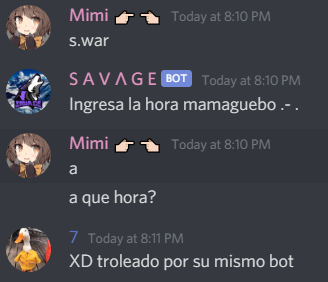 Mimi 👉🏻 👈🏻 Today at 8:10 PM
s.war
S A V Λ G E BOT Today at 8:10 PM
Ingresa la hora mamaguebo .- .
Mimi 👉🏻 👈🏻 Today at 8:10 PM
a
a que hora?
7 Today at 8:11 PM
XD troleado por su mismo bot